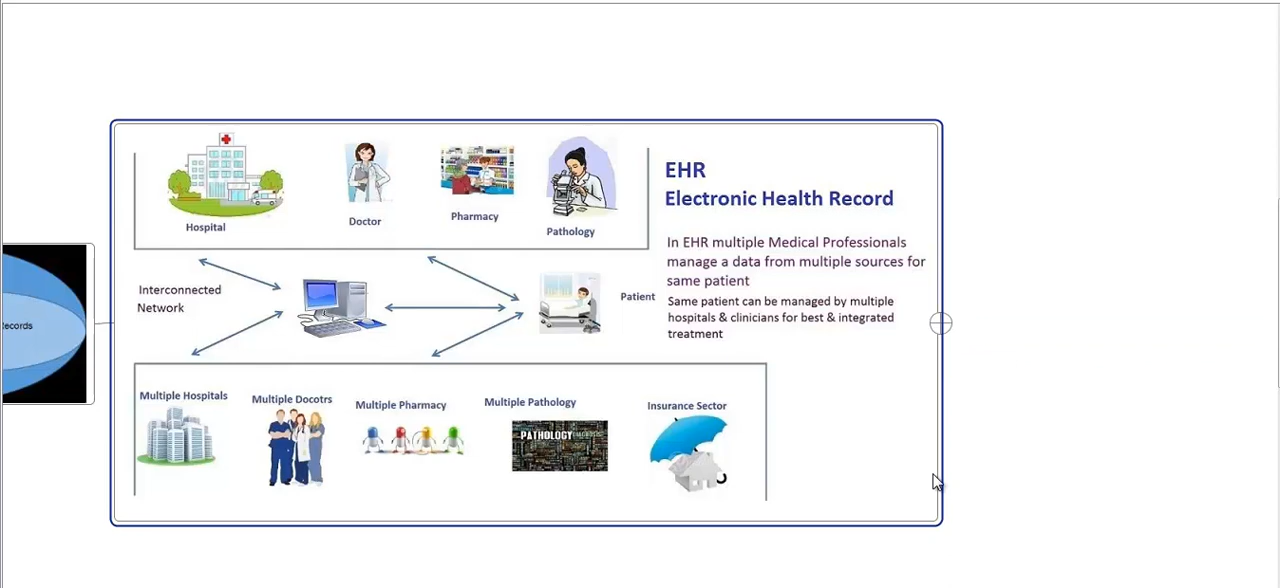 EHR
Electronic Health Record
Hospital
Doctor
Pharmacy
Pathology
In EHR multiple Medical Professionals
manage a data from multiple sources for
same patient
Same patient can be managed by multiple
hospitals & clinicians for best & integrated
treatment
Interconnected
Network
Patient
ecords
Multiple Hospitals
Multiple Docotrs
Multiple Pharmacy
Multiple Pathology
Insurance Sector
PATHOLOGY